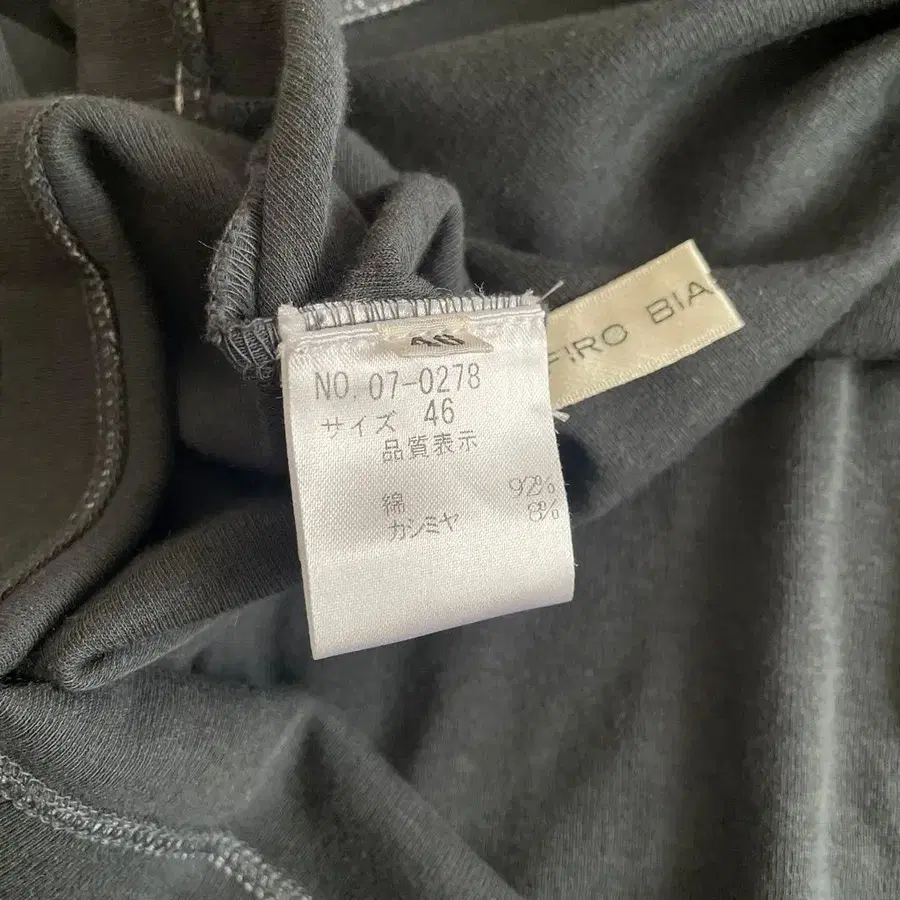 46
NO. 07-0278
サイズ 46
品質表示
綿 92%
カシミヤ 8%
FIRO BIA